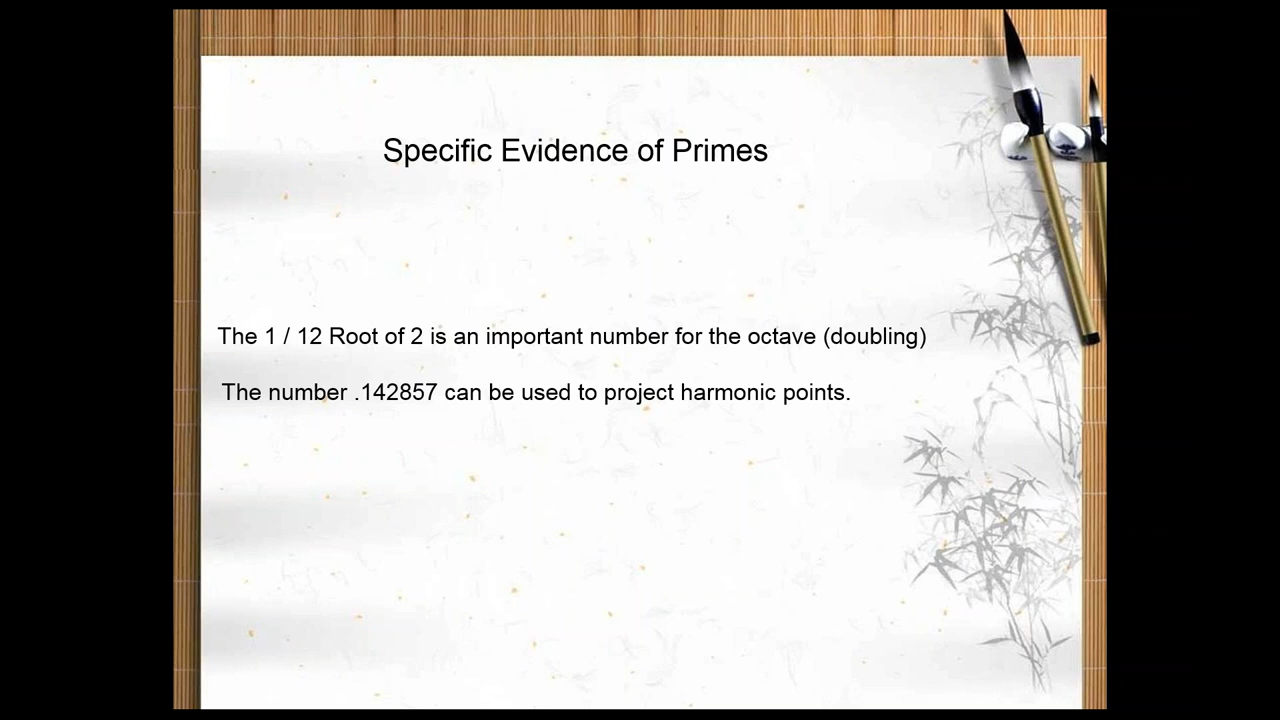 Specific Evidence of Primes
The 1 / 12 Root of 2 is an important number for the octave (doubling)
The number .142857 can be used to project harmonic points.